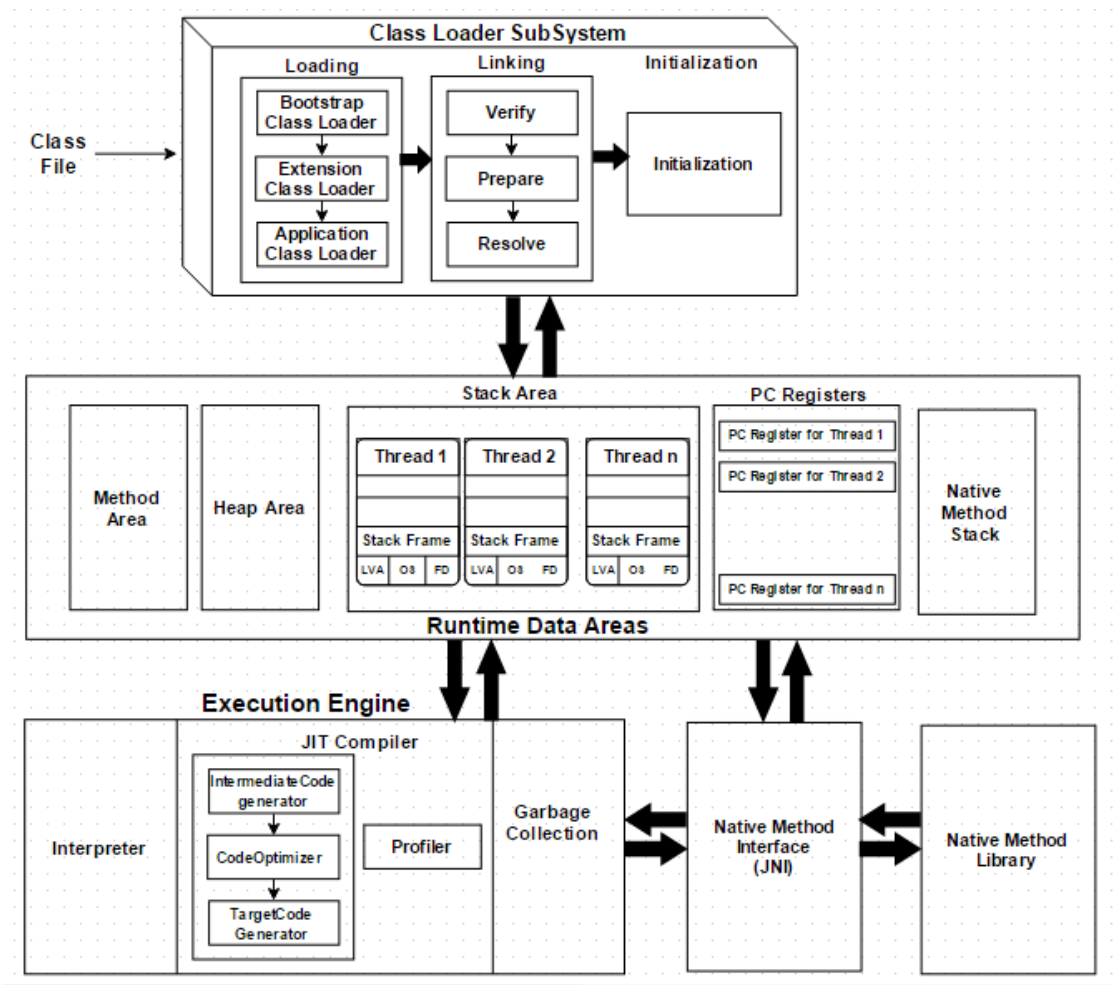 Class Loader SubSystem
Loading
Linking
Initialization
Bootstrap
Class Loader
Extension
Class Loader
Application
Class Loader
Verify
Prepare
Resolve
Initialization
Class
File
Stack Area
PC Registers
Method
Area
Heap Area
Thread 1
Thread 2
Thread n
Stack Frame
Stack Frame
Stack Frame
LVA
OS
FD
LVA
OS
FD
LVA
OS
FD
PC Register for Thread 1
PC Register for Thread 2
PC Register for Thread n
Native
Method
Stack
Runtime Data Areas
Execution Engine
Interpreter
JIT Compiler
IntermediateCode
generator
CodeOptimizer
TargetCode
Generator
Profiler
Garbage
Collection
Native Method
Interface
(JNI)
Native Method
Library